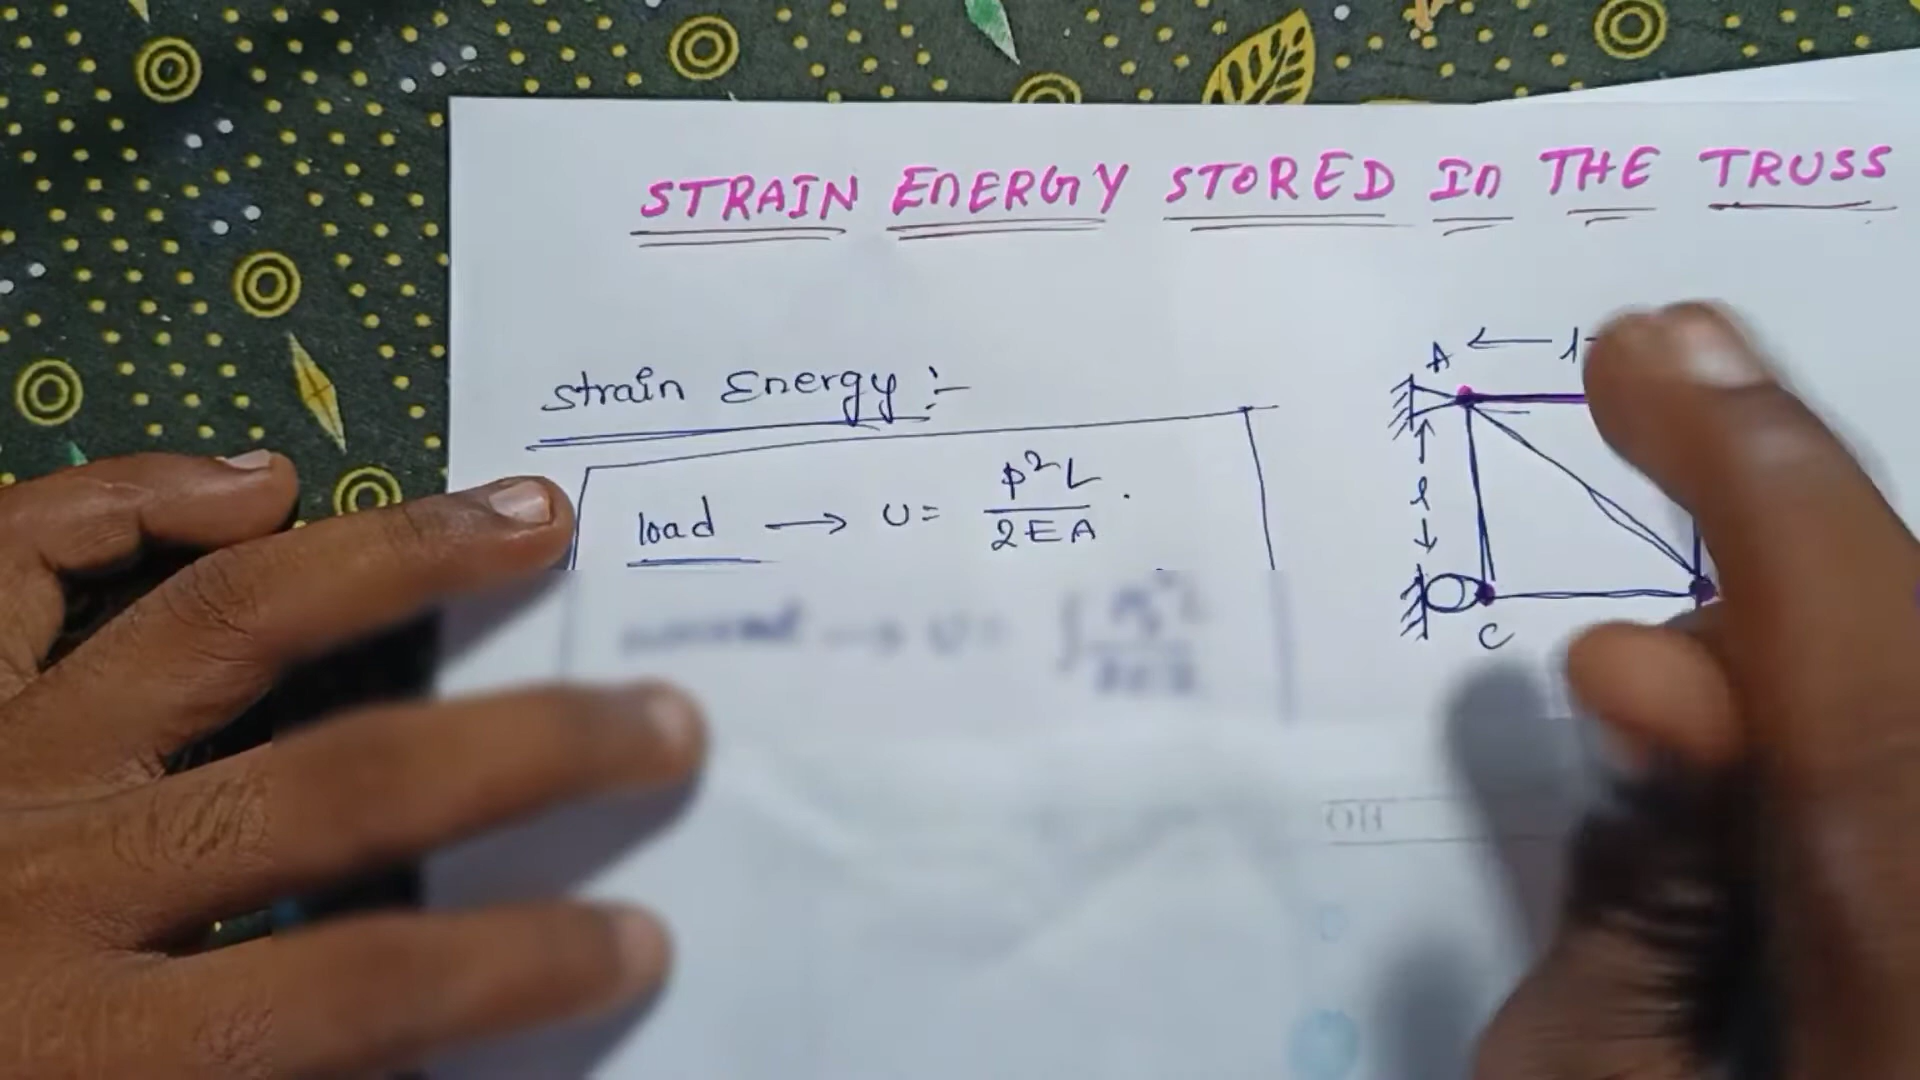 STRAIN ENERGY STORED IN THE TRUSS
Strain Energy :-
load → U = P²L / 2EA .
A ← l
l
C